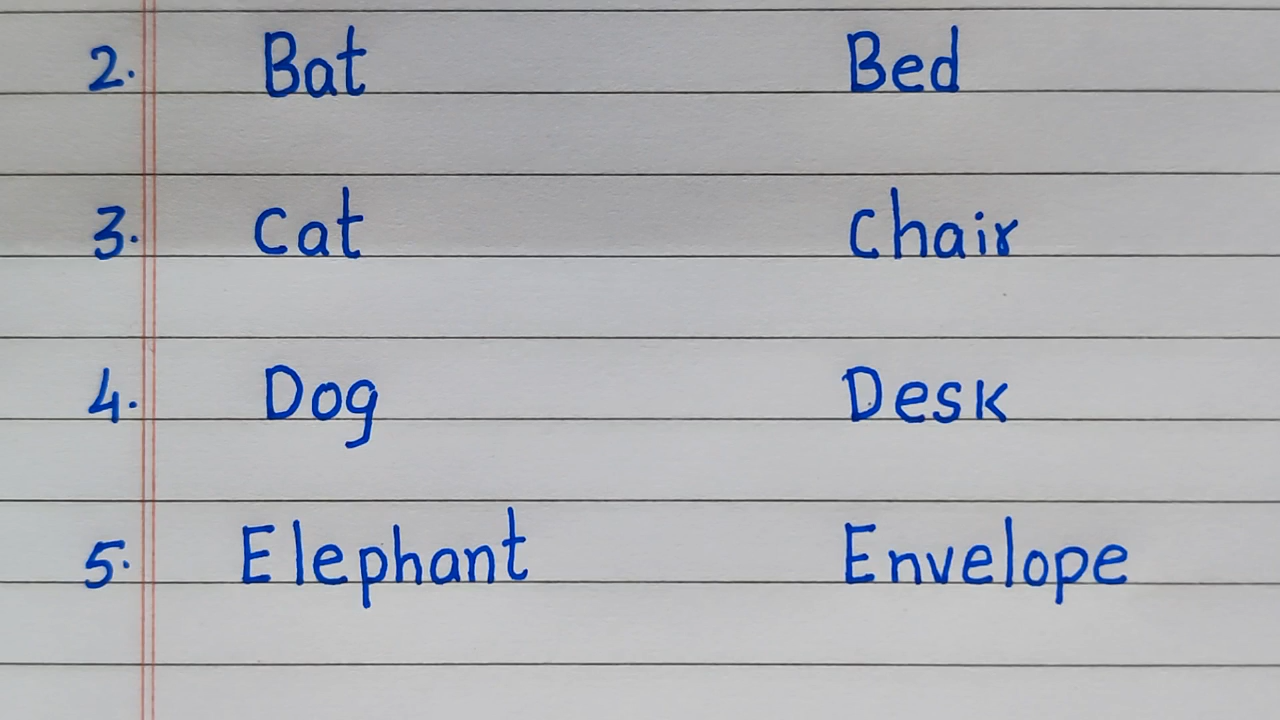 2. Bat Bed
3. Cat Chair
4. Dog Desk
5. Elephant Envelope